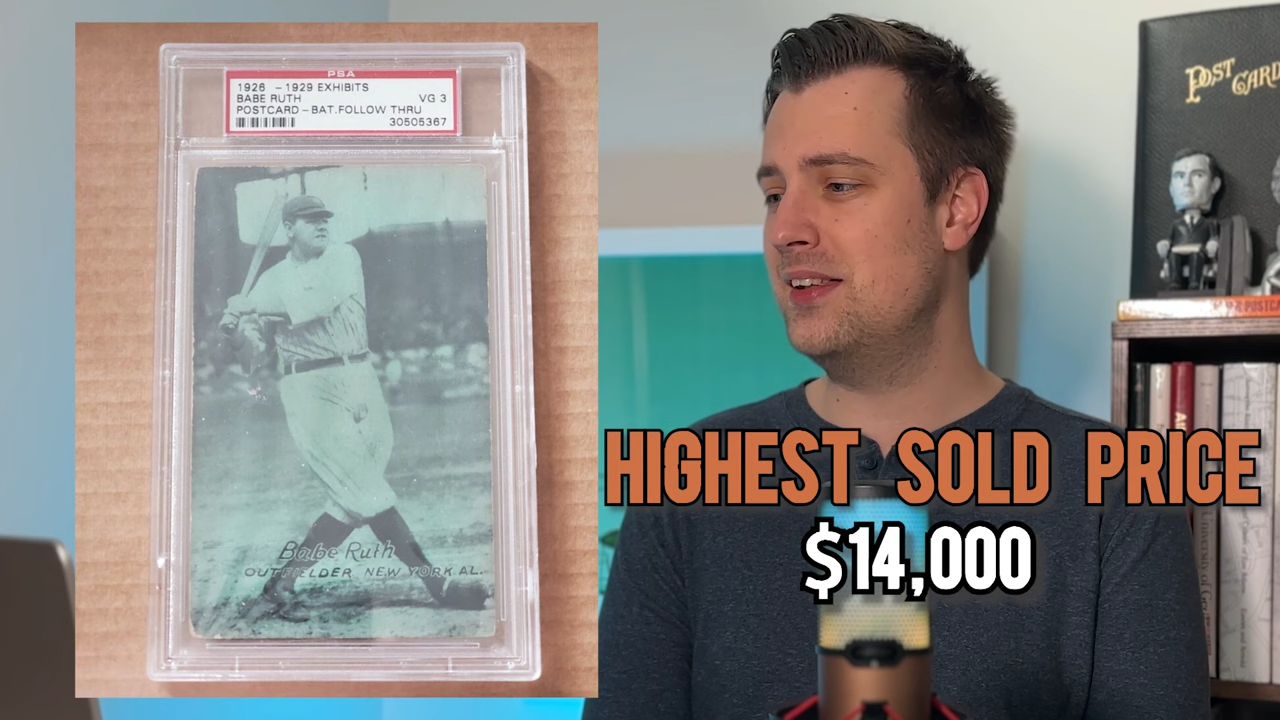 PSA
1926 - 1929 EXHIBITS
BABE RUTH VG 3
POSTCARD - BAT. FOLLOW THRU
30505367
Babe Ruth
OUTFIELDER NEW YORK A.L.
POST CARD
HIGHEST SOLD PRICE
$14,000